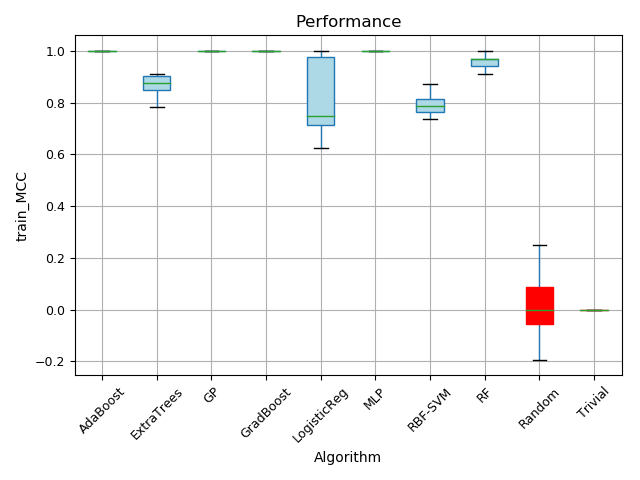 Performance
1.0
0.8
0.6
0.4
0.2
0.0
−0.2
train_MCC
AdaBoost
ExtraTrees
GP
GradBoost
LogisticReg
MLP
RBF-SVM
RF
Random
Trivial
Algorithm